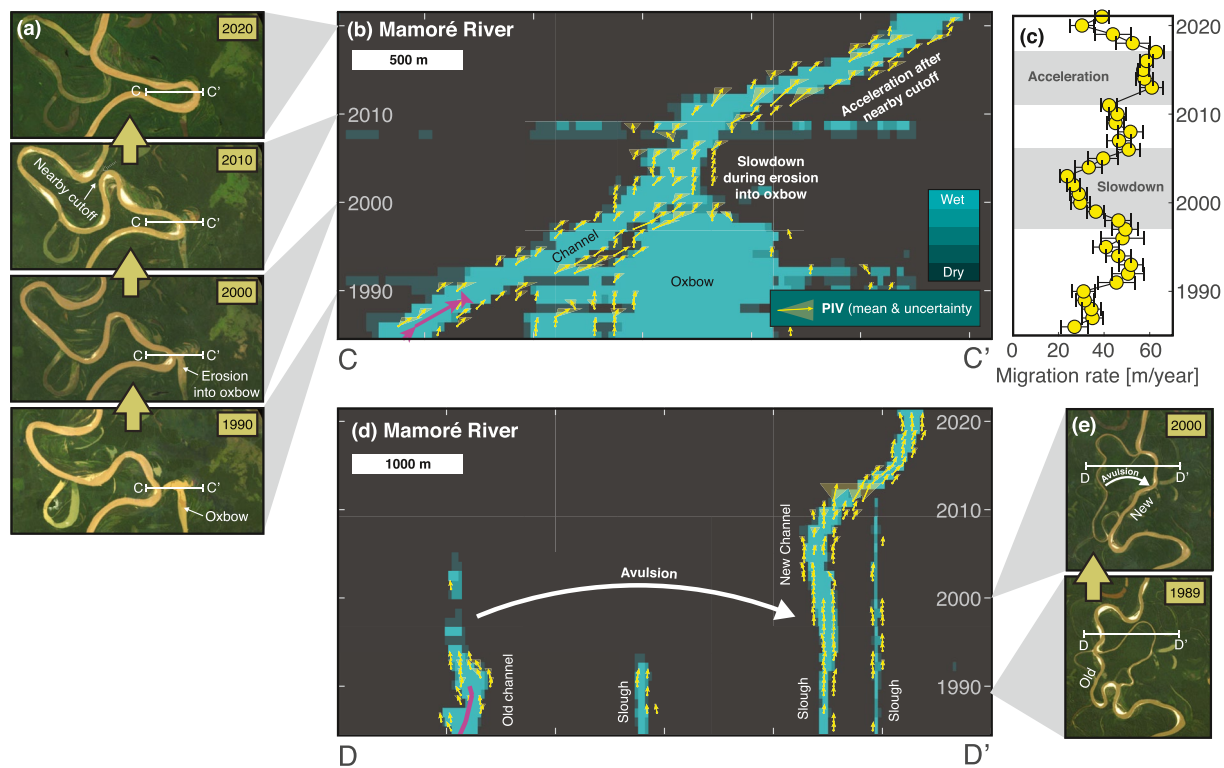 (a)
2020
C
C’
2010
Nearby cutoff
C
C’
2000
C
C’
Erosion
into oxbow
1990
C
C’
Oxbow
(b) Mamoré River
500 m
2010
2000
1990
Acceleration after
nearby cutoff
Slowdown
during erosion
into oxbow
Channel
Oxbow
Wet
Dry
PIV (mean & uncertainty
C
C’
(c)
Acceleration
Slowdown
2020
2010
2000
1990
0
20
40
60
Migration rate [m/year]
(d) Mamoré River
1000 m
Avulsion
Old channel
Slough
Slough
New Channel
Slough
2020
2010
2000
1990
D
D’
(e)
2000
D
D’
Avulsion
New
1989
D
D’
Old